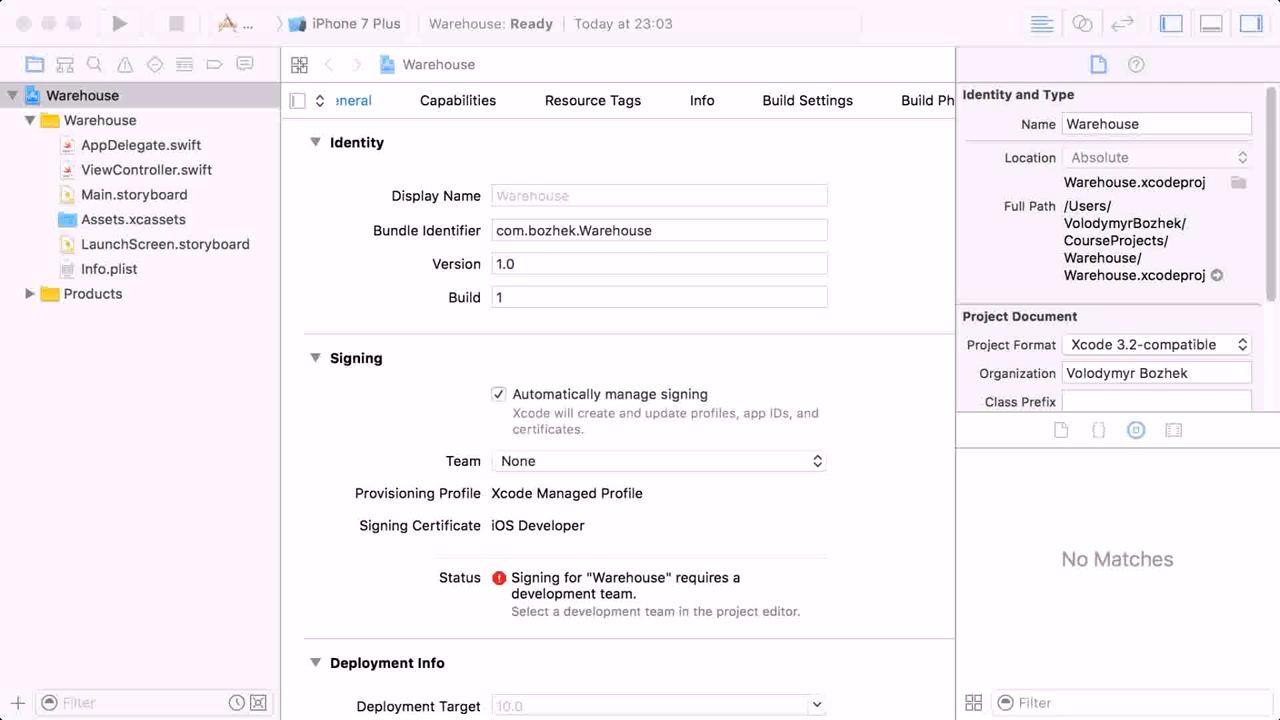 ...
iPhone 7 Plus
Warehouse: Ready
Today at 23:03
Warehouse
Warehouse
AppDelegate.swift
ViewController.swift
Main.storyboard
Assets.xcassets
LaunchScreen.storyboard
Info.plist
Products
Filter
Warehouse
eneral
Capabilities
Resource Tags
Info
Build Settings
Build Ph
Identity
Display Name
Warehouse
Bundle Identifier
com.bozhek.Warehouse
Version
1.0
Build
1
Signing
Automatically manage signing
Xcode will create and update profiles, app IDs, and
certificates.
Team
None
Provisioning Profile
Xcode Managed Profile
Signing Certificate
iOS Developer
Status
Signing for "Warehouse" requires a
development team.
Select a development team in the project editor.
Deployment Info
Deployment Target
10.0
Identity and Type
Name
Warehouse
Location
Absolute
Warehouse.xcodeproj
Full Path
/Users/
VolodymyrBozhek/
CourseProjects/
Warehouse/
Warehouse.xcodeproj
Project Document
Project Format
Xcode 3.2-compatible
Organization
Volodymyr Bozhek
Class Prefix
No Matches
Filter